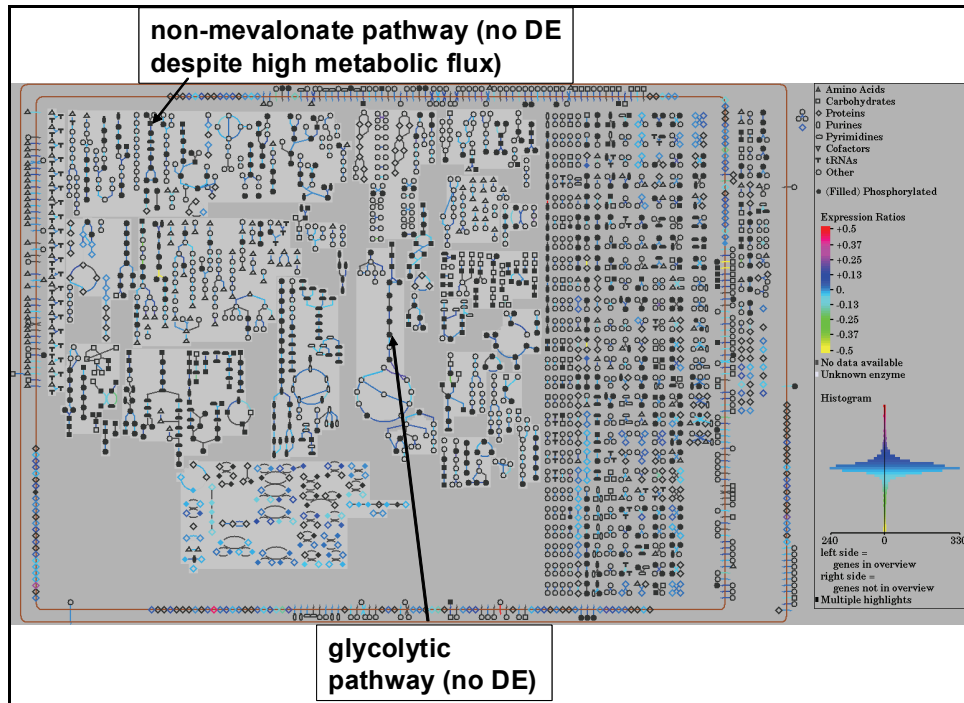 non-mevalonate pathway (no DE
despite high metabolic flux)
Amino Acids
Carbohydrates
Proteins
Purines
Pyrimidines
Cofactors
tRNAs
Other
(Filled) Phosphorylated
Expression Ratios
+0.5
+0.37
+0.25
+0.13
0.
-0.13
-0.25
-0.37
-0.5
No data available
Unknown enzyme
Histogram
240 0 330
left side =
genes in overview
right side =
genes not in overview
Multiple highlights
glycolytic
pathway (no DE)